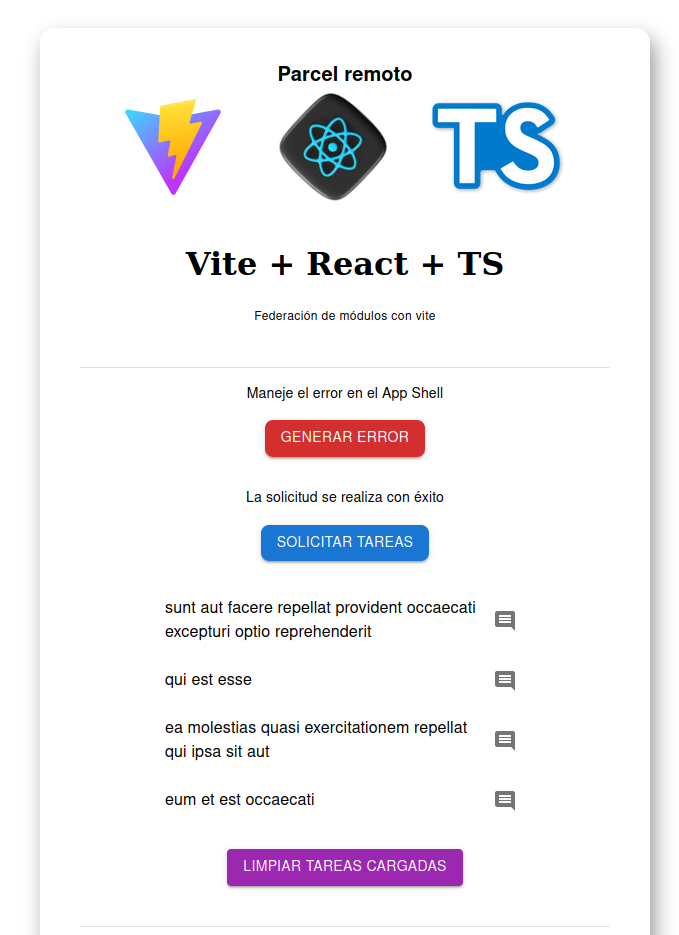 Parcel remoto
TS
Vite + React + TS
Federación de módulos con vite
Maneje el error en el App Shell
GENERAR ERROR
La solicitud se realiza con éxito
SOLICITAR TAREAS
sunt aut facere repellat provident occaecati
excepturi optio reprehenderit
qui est esse
ea molestias quasi exercitationem repellat
qui ipsa sit aut
eum et est occaecati
LIMPIAR TAREAS CARGADAS